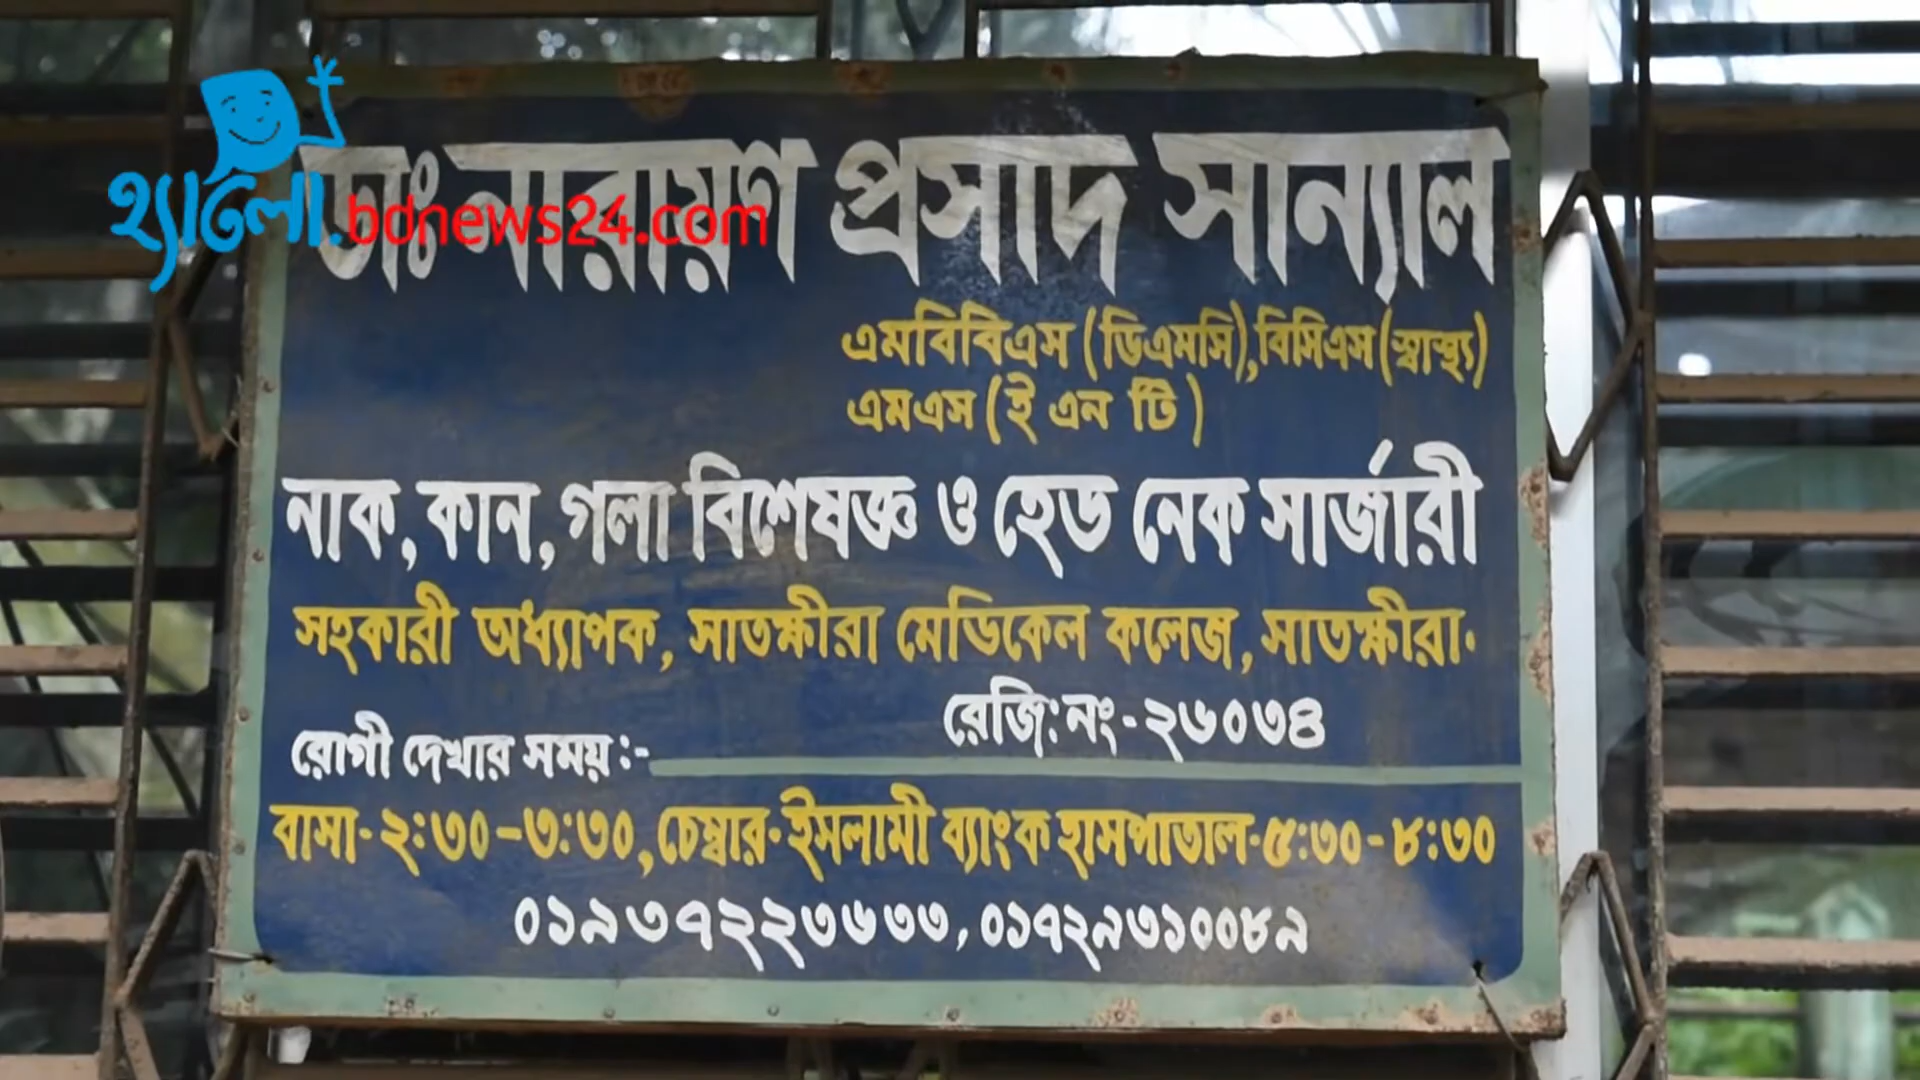 হ্যালো.bdnews24.com
ডাঃ নারায়ণ প্রসাদ সান্যাল
এমবিবিএস (ডিএমসি), বিসিএস (স্বাস্থ্য)
এমএস (ই এন টি)
নাক, কান, গলা বিশেষজ্ঞ ও হেড নেক সার্জারী
সহকারী অধ্যাপক, সাতক্ষীরা মেডিকেল কলেজ, সাতক্ষীরা.
রেজি:নং-২৬০৩৪
রোগী দেখার সময়:-
বাসা-২:৩০-৩:৩০, চেম্বার-ইসলামী ব্যাংক হাসপাতাল-৫:৩০-৮:৩০
০১৯৩৭২২৩৬৩৩, ০১৭২৯৩১০০৮৯